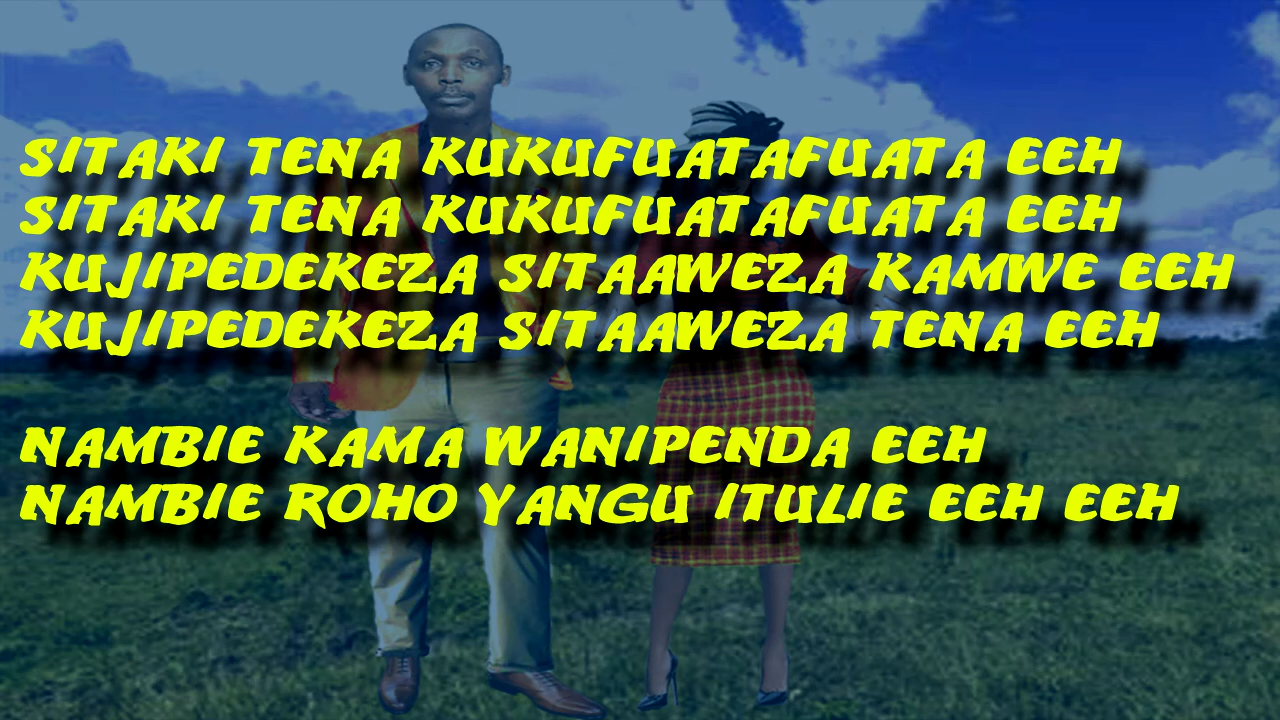 SITAKI TENA KUKUFUATAFUATA EEH
SITAKI TENA KUKUFUATAFUATA EEH
KUJIPEDEKEZA SITAAWEZA KAMWE EEH
KUJIPEDEKEZA SITAAWEZA TENA EEH
NAMBIE KAMA WANIPENDA EEH
NAMBIE ROHO YANGU ITULIE EEH EEH